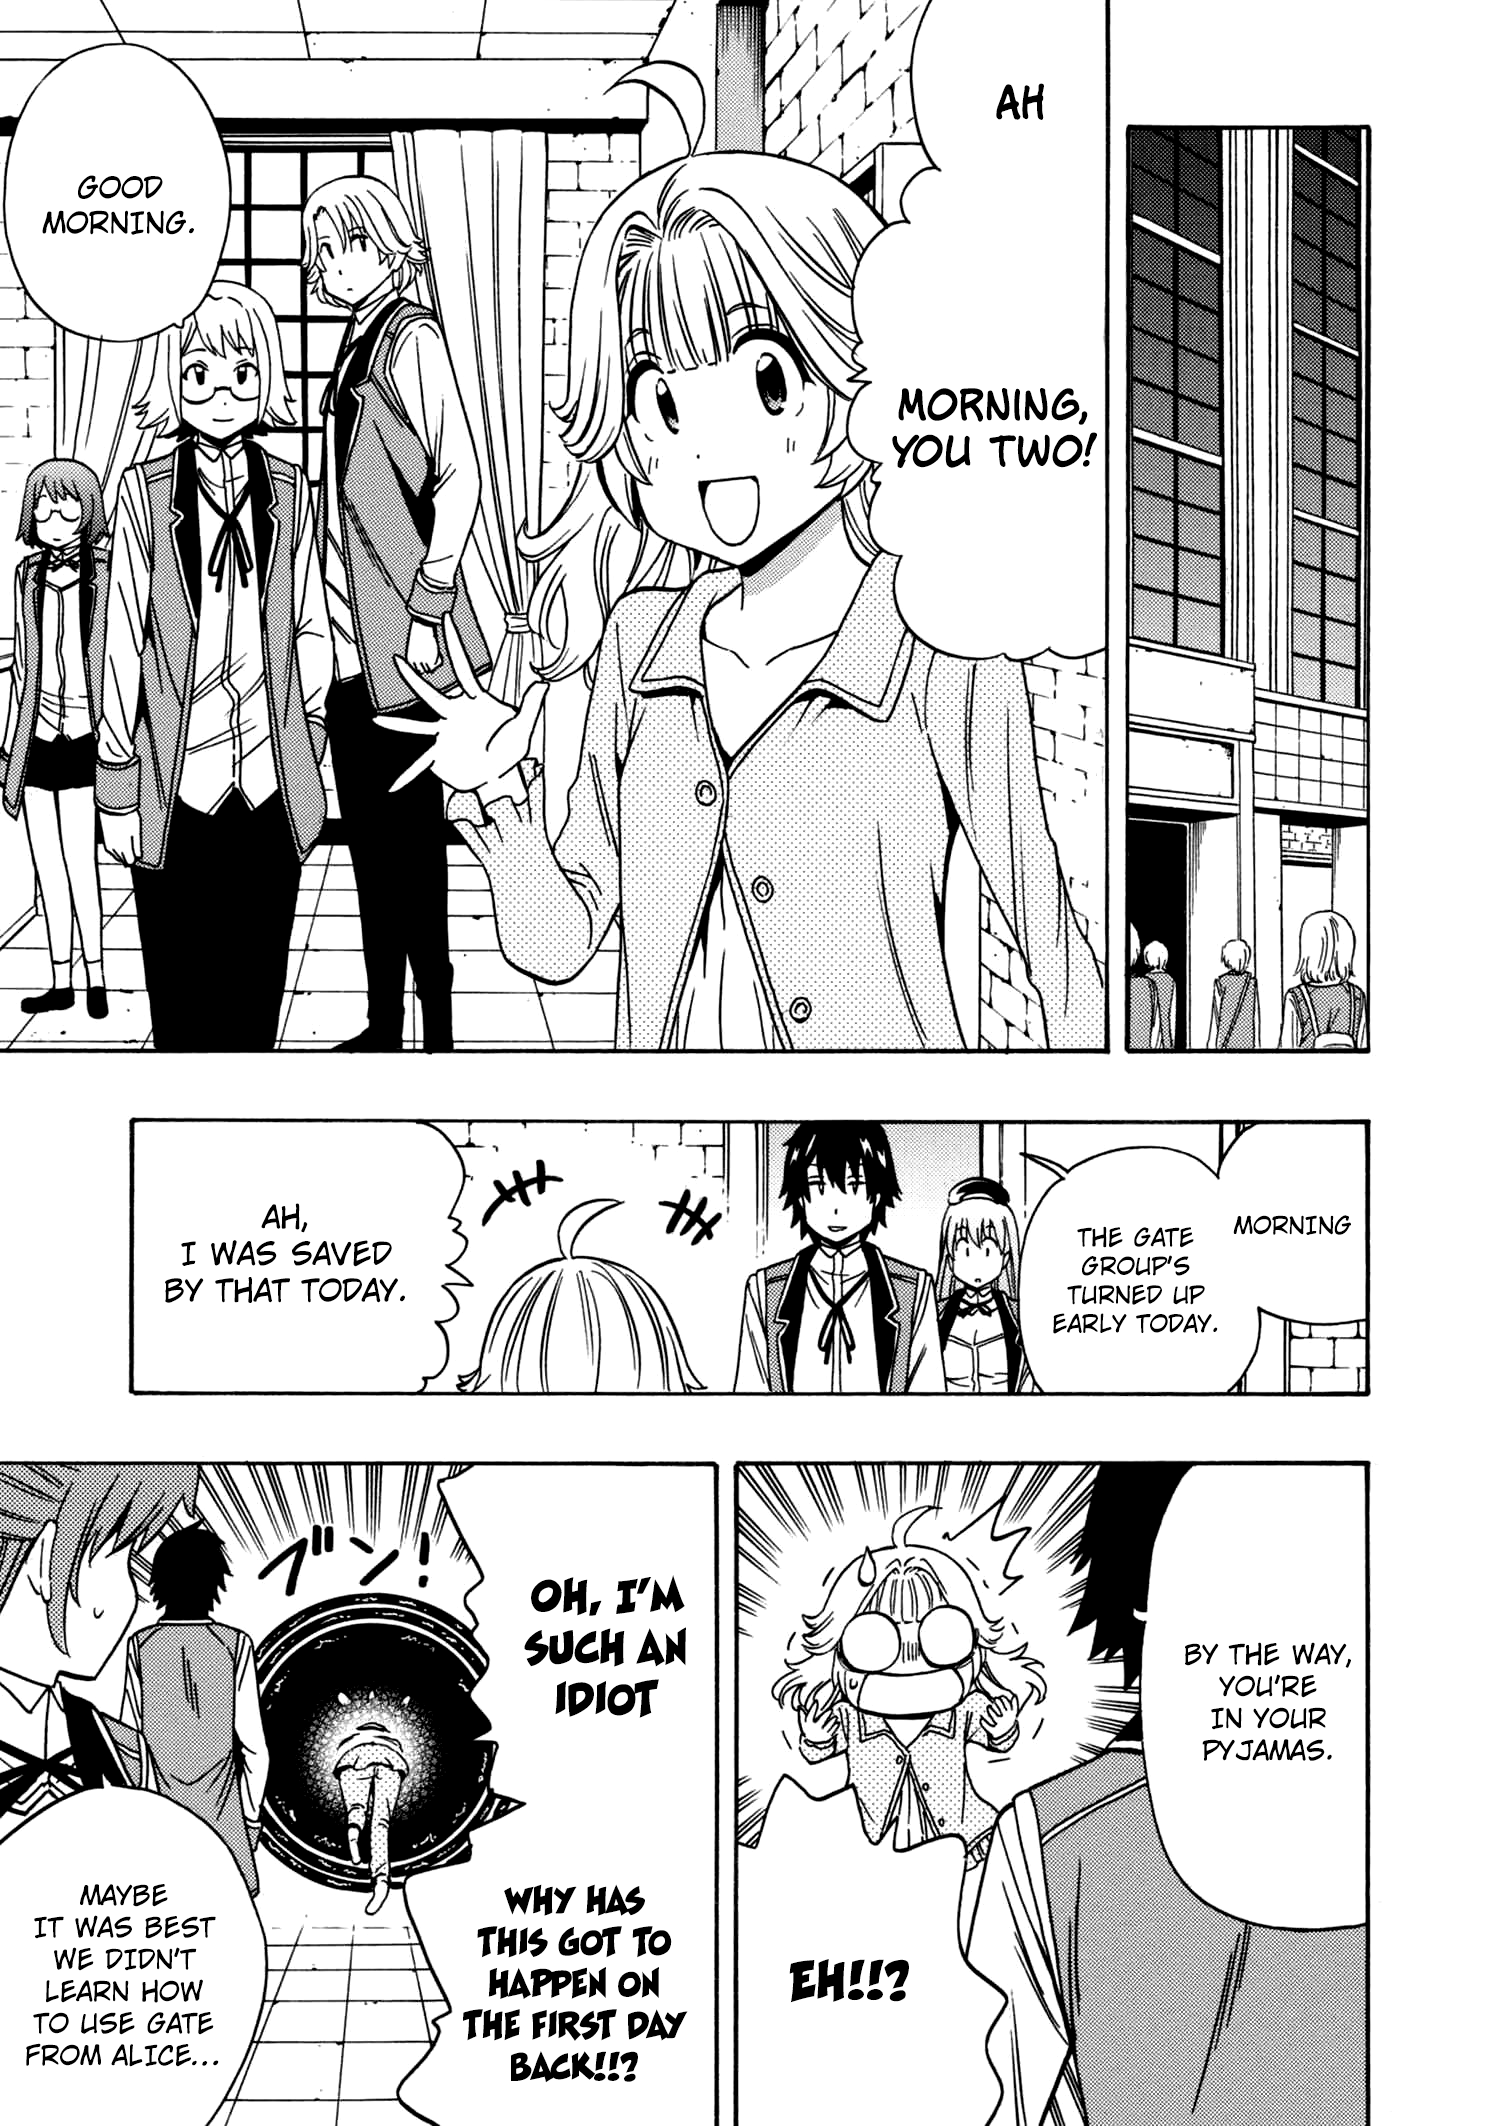 AH
MORNING,
YOU TWO!
GOOD
MORNING.
MORNING
THE GATE
GROUP'S
TURNED UP
EARLY TODAY.
AH,
I WAS SAVED
BY THAT TODAY.
BY THE WAY,
YOU'RE
IN YOUR
PYJAMAS.
EH!!?
OH, I'M
SUCH AN
IDIOT
WHY HAS
THIS GOT TO
HAPPEN ON
THE FIRST DAY
BACK!!?
ブン!
MAYBE
IT WAS BEST
WE DIDN'T
LEARN HOW
TO USE GATE
FROM ALICE...